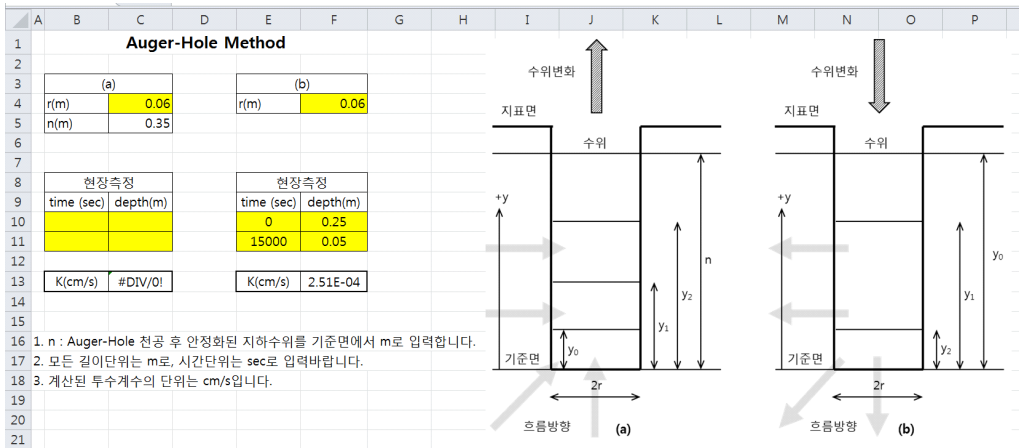 A B C D E F G H I J K L M N O P
1 Auger-Hole Method
2
3 (a) (b)
4 r(m) 0.06 r(m) 0.06
5 n(m) 0.35
6
7
8 현장측정 현장측정
9 time (sec) depth(m) time (sec) depth(m)
10 0 0.25
11 15000 0.05
12
13 K(cm/s) #DIV/0! K(cm/s) 2.51E-04
14
15
16 1. n : Auger-Hole 천공 후 안정화된 지하수위를 기준면에서 m로 입력합니다.
17 2. 모든 길이단위는 m로, 시간단위는 sec로 입력바랍니다.
18 3. 계산된 투수계수의 단위는 cm/s입니다.
19
20
21
수위변화
지표면
수위
+y
n
y₂
y₁
y₀
기준면
2r
흐름방향 (a)
수위변화
지표면
수위
+y
y₀
y₁
y₂
기준면
2r
흐름방향 (b)